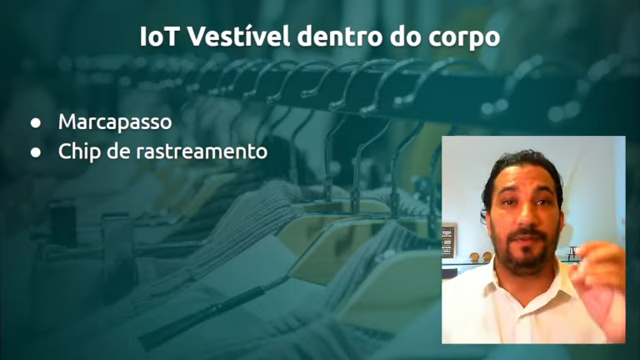 IoT Vestível dentro do corpo
● Marcapasso
● Chip de rastreamento